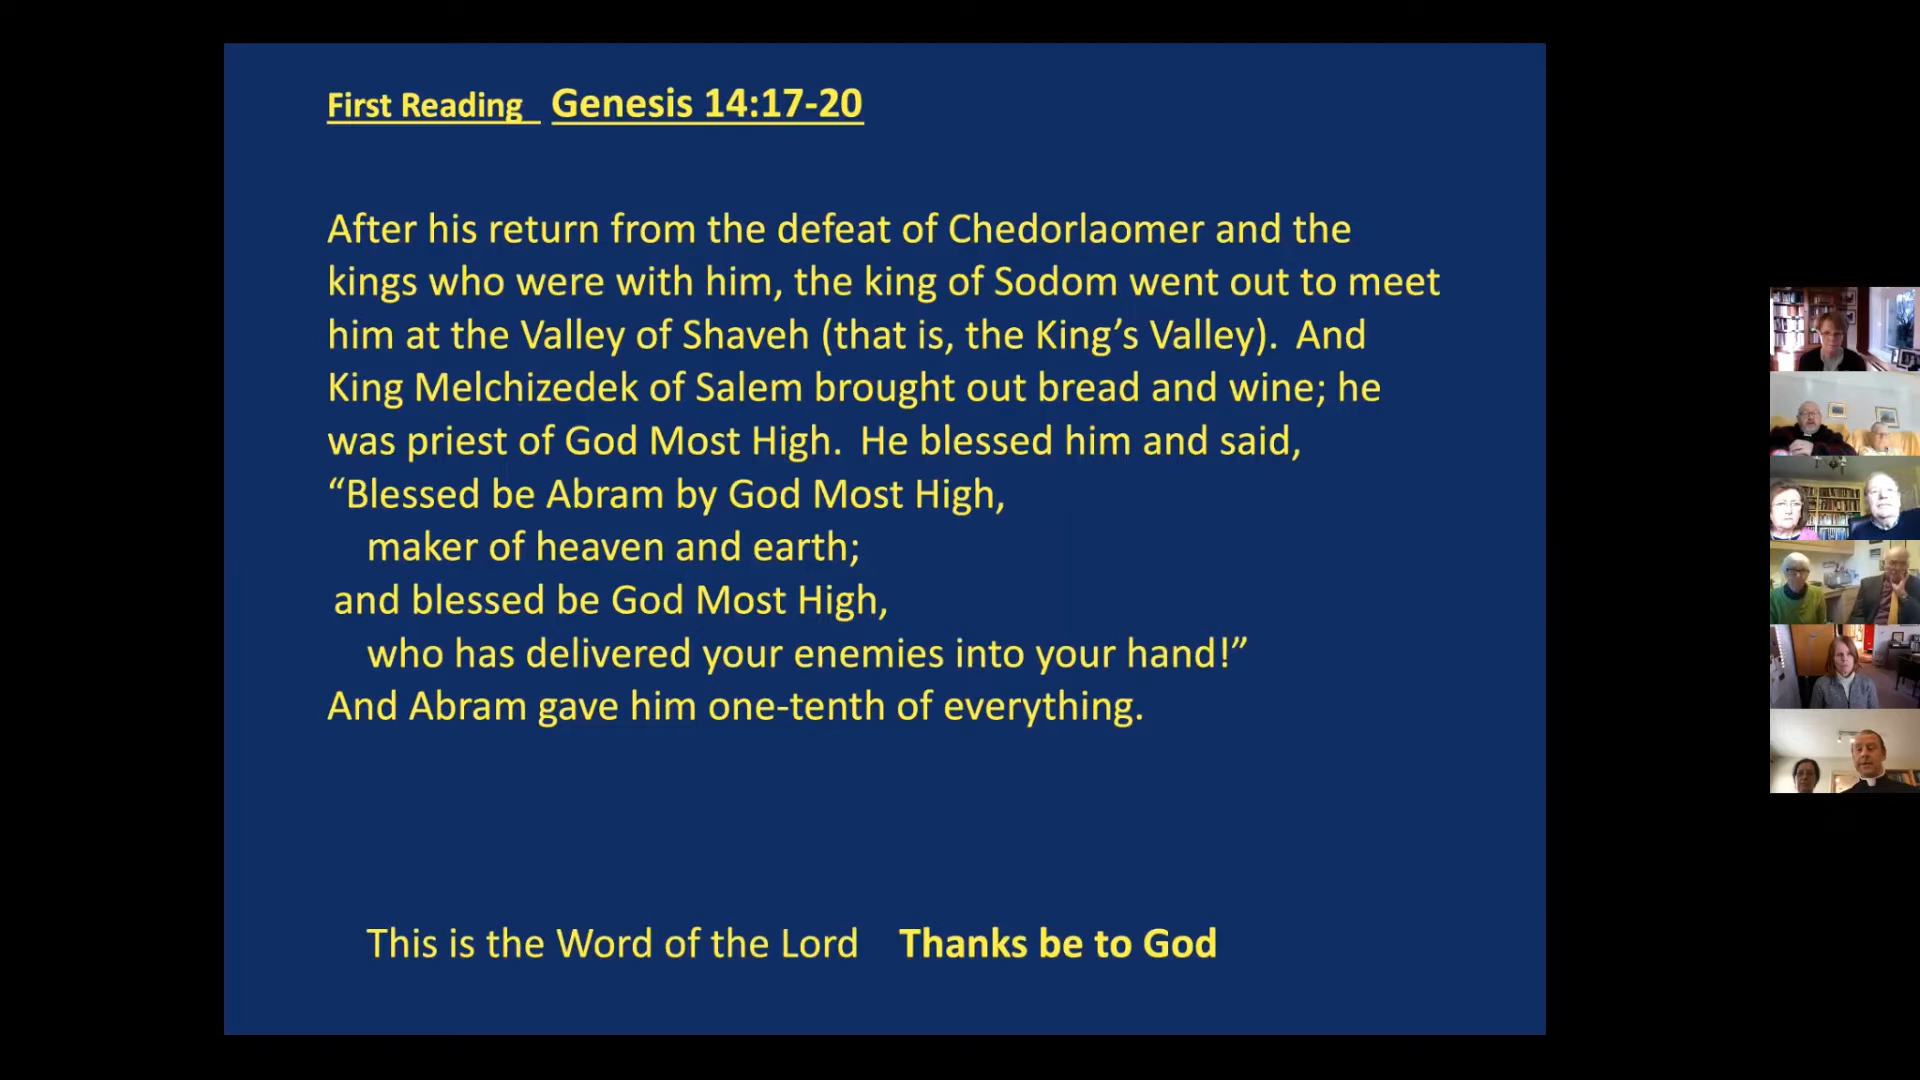 First Reading Genesis 14:17-20
After his return from the defeat of Chedorlaomer and the
kings who were with him, the king of Sodom went out to meet
him at the Valley of Shaveh (that is, the King’s Valley). And
King Melchizedek of Salem brought out bread and wine; he
was priest of God Most High. He blessed him and said,
“Blessed be Abram by God Most High,
maker of heaven and earth;
and blessed be God Most High,
who has delivered your enemies into your hand!”
And Abram gave him one-tenth of everything.
This is the Word of the Lord Thanks be to God